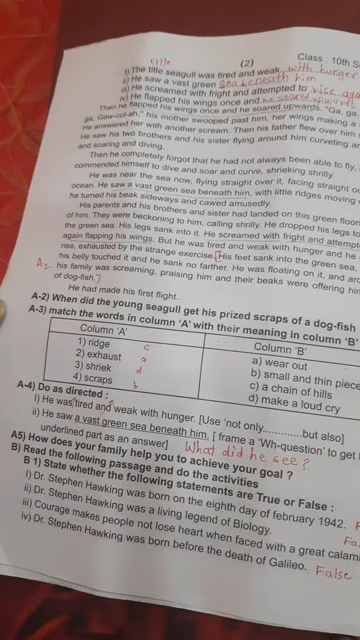 Class : 10th S
title
(2)
i) The title seagull was tired and weak with hunger
ii) He saw a vast green sea beneath him
iii) He screamed with fright and attempted to rise aga
iv) He flapped his wings once and he soared upwards
Then he flapped his wings once and he soared upwards. "Ga, ga,
ga, Gaw-col-ah," his mother swooped past him, her wings making a
He answered her with another scream. Then his father flew over him
He saw his two brothers and his sister flying around him curveting an
and soaring and diving.
Then he completely forgot that he had not always been able to fly,
commended himself to dive and soar and curve, shrieking shrilly.
He was near the sea now, flying straight over it, facing straight o
ocean. He saw a vast green sea beneath him, with little ridges moving
he turned his beak sideways and cawed amusedly.
His parents and his brothers and sister had landed on this green floor
of him. They were beckoning to him, calling shrilly. He dropped his legs to
the green sea. His legs sank into it. He screamed with fright and attempt
again flapping his wings. But he was tired and weak with hunger and he
rise, exhausted by the strange exercise. [His feet sank into the green sea,
his belly touched it and he sank no farther. He was floating on it, and aro
A2 his family was screaming, praising him and their beaks were offering him
of dog-fish.]
He had made his first flight.
A-2) When did the young seagull get his prized scraps of a dog-fish
A-3) match the words in column 'A' with their meaning in column 'B'
Column 'A' Column 'B'
1) ridge c a) wear out
2) exhaust a b) small and thin piece
3) shriek d c) a chain of hills
4) scraps b d) make a loud cry
A-4) Do as directed :
i) He was tired and weak with hunger. [Use 'not only.............but also]
ii) He saw a vast green sea beneath him. [ frame a 'Wh-question' to get
underlined part as an answer] What did he see?
A5) How does your family help you to achieve your goal ?
B) Read the following passage and do the activities
B 1) State whether the following statements are True or False :
i) Dr. Stephen Hawking was born on the eighth day of february 1942. F
ii) Dr. Stephen Hawking was a living legend of Biology. Fa
iii) Courage makes people not lose heart when faced with a great calam
iv) Dr. Stephen Hawking was born before the death of Galileo. False